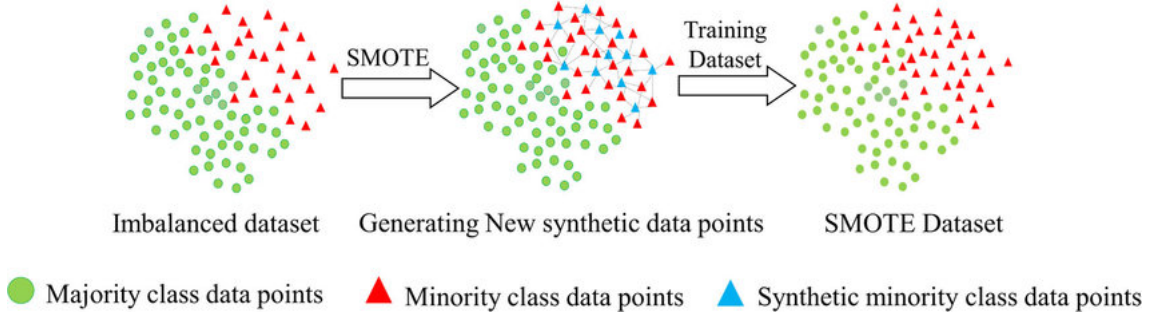 SMOTE
Training
Dataset
Imbalanced dataset
Generating New synthetic data points
SMOTE Dataset
Majority class data points
Minority class data points
Synthetic minority class data points